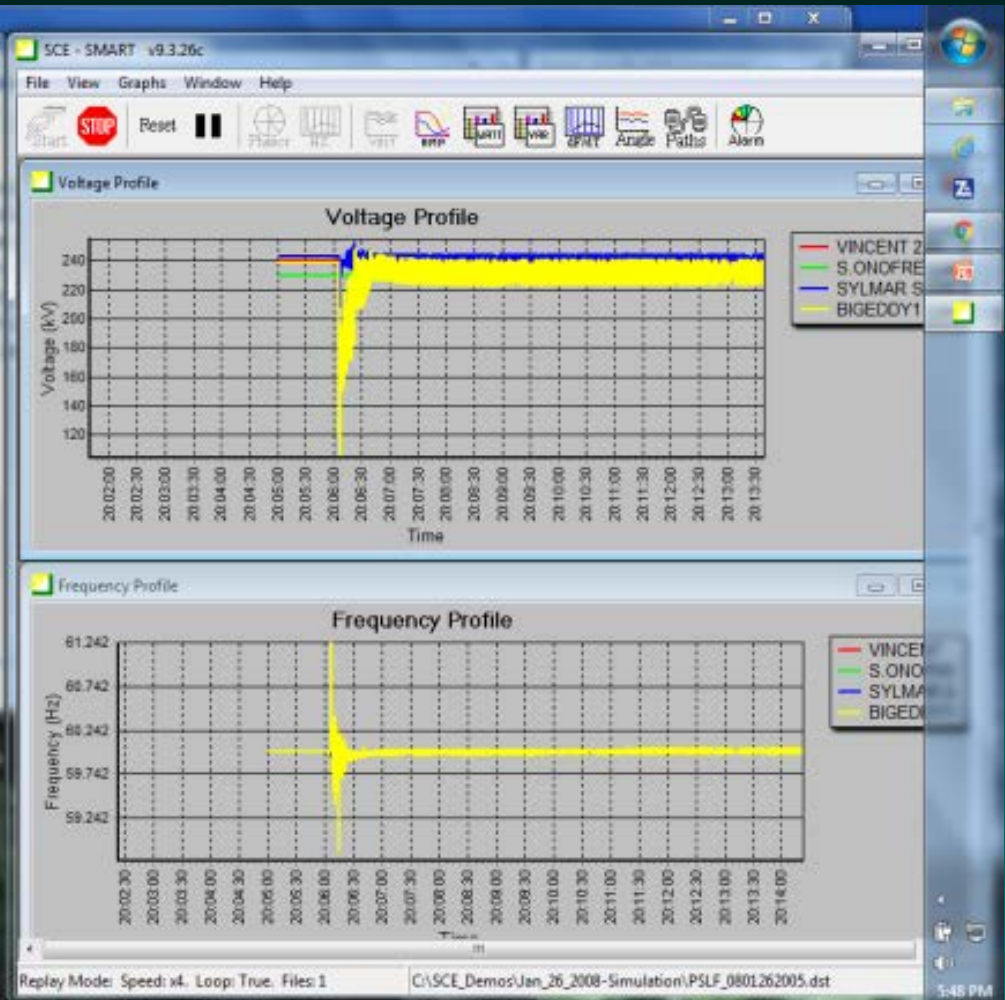 SCE - SMART v9.3.26c
File View Graphs Window Help
Start STOP Reset Phasor HZ VOLT BMP WATT VAR Angle Paths Alarm
Voltage Profile
Voltage Profile
240
220
200
180
160
140
120
Voltage (kV)
VINCENT 2
S.ONOFRE
SYLMAR S
BIGEDDY1
20:02:00 20:02:30 20:03:00 20:03:30 20:04:00 20:04:30 20:05:00 20:05:30 20:06:00 20:06:30 20:07:00 20:07:30 20:08:00 20:08:30 20:09:00 20:09:30 20:10:00 20:10:30 20:11:00 20:11:30 20:12:00 20:12:30 20:13:00 20:13:30
Time
Frequency Profile
Frequency Profile
61.242
60.742
60.242
59.742
59.242
Frequency (Hz)
VINCEN
S.ONO
SYLMA
BIGED
20:02:30 20:03:00 20:03:30 20:04:00 20:04:30 20:05:00 20:05:30 20:06:00 20:06:30 20:07:00 20:07:30 20:08:00 20:08:30 20:09:00 20:09:30 20:10:00 20:10:30 20:11:00 20:11:30 20:12:00 20:12:30 20:13:00 20:13:30 20:14:00
Time
Replay Mode: Speed: x4. Loop: True. Files: 1
C:\SCE_Demos\Jan_26_2008-Simulation\PSLF_0801262005.dst
5:48 PM